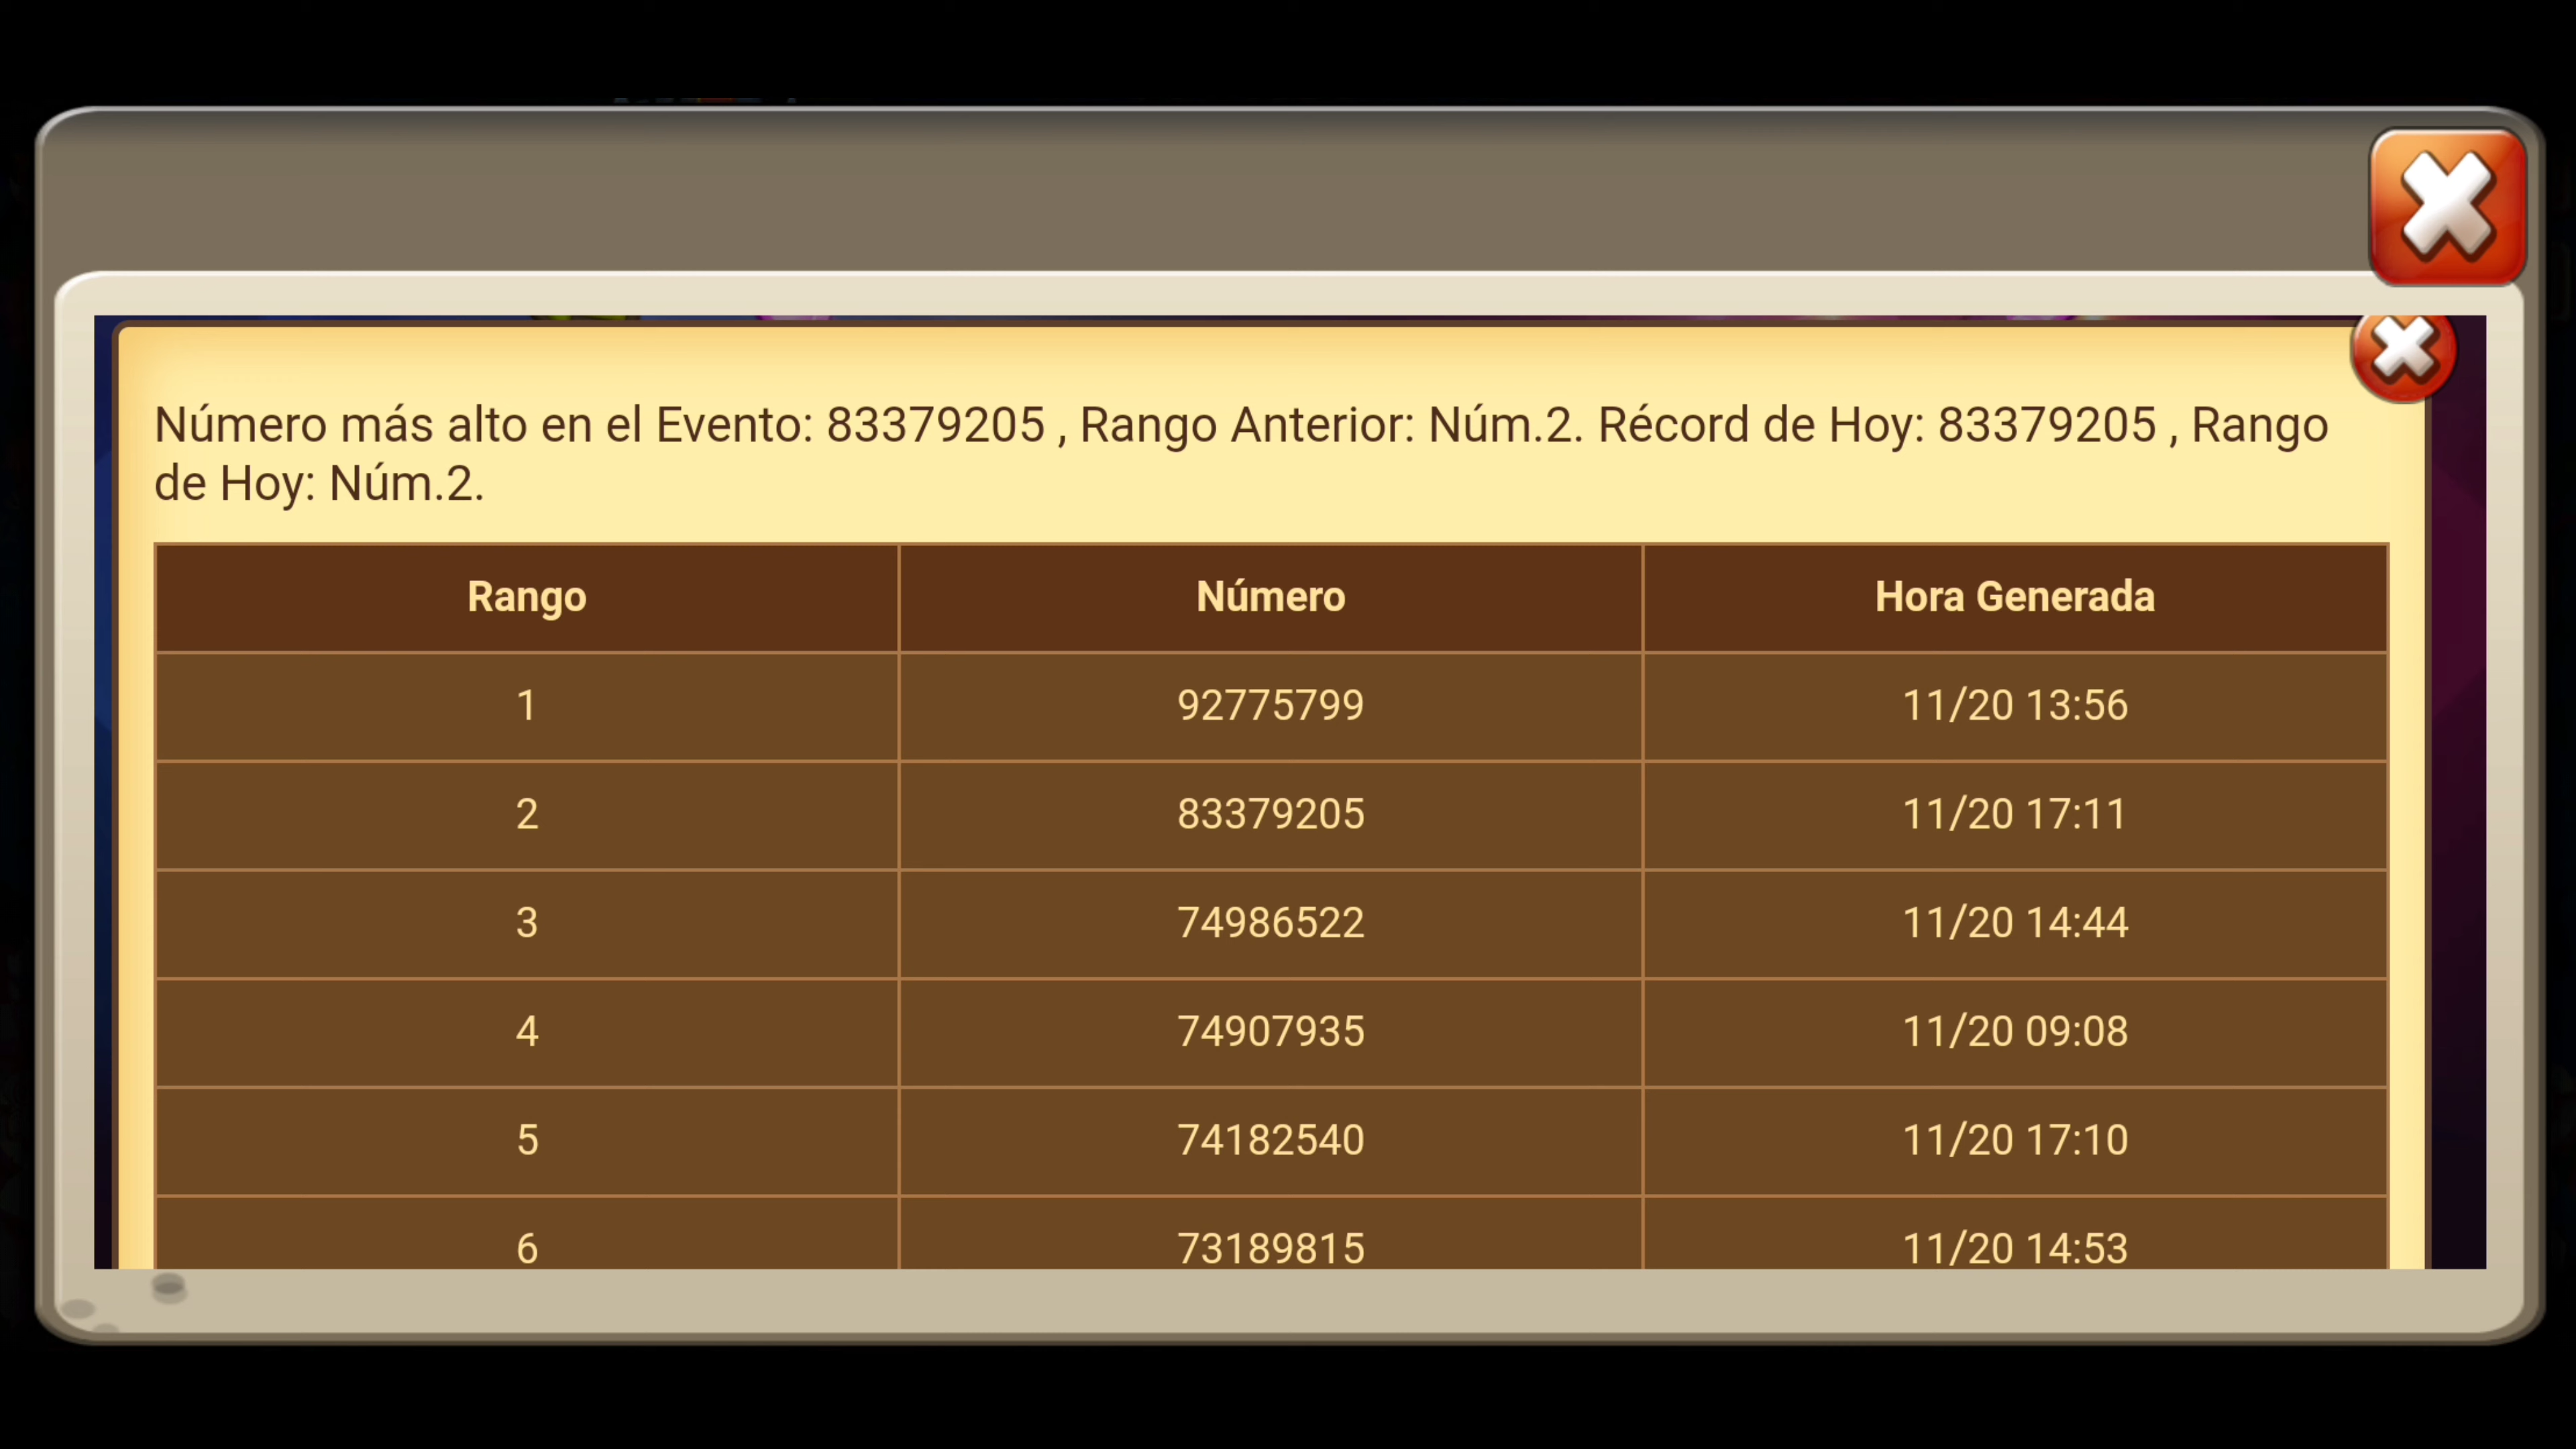 Número más alto en el Evento: 83379205 , Rango Anterior: Núm.2. Récord de Hoy: 83379205 , Rango
de Hoy: Núm.2.
Rango Número Hora Generada
1 92775799 11/20 13:56
2 83379205 11/20 17:11
3 74986522 11/20 14:44
4 74907935 11/20 09:08
5 74182540 11/20 17:10
6 73189815 11/20 14:53